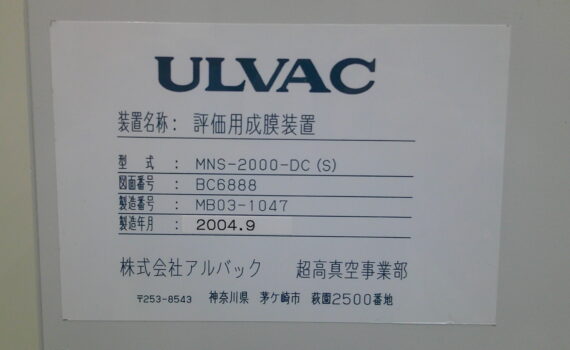 ULVAC
装置名称: 評価用成膜装置
型 式 : MNS-2000-DC(S)
図面番号 : BC6888
製造番号 : MB03-1047
製造年月 : 2004.9
株式会社アルバック 超高真空事業部
〒253-8543 神奈川県 茅ケ崎市 萩園2500番地